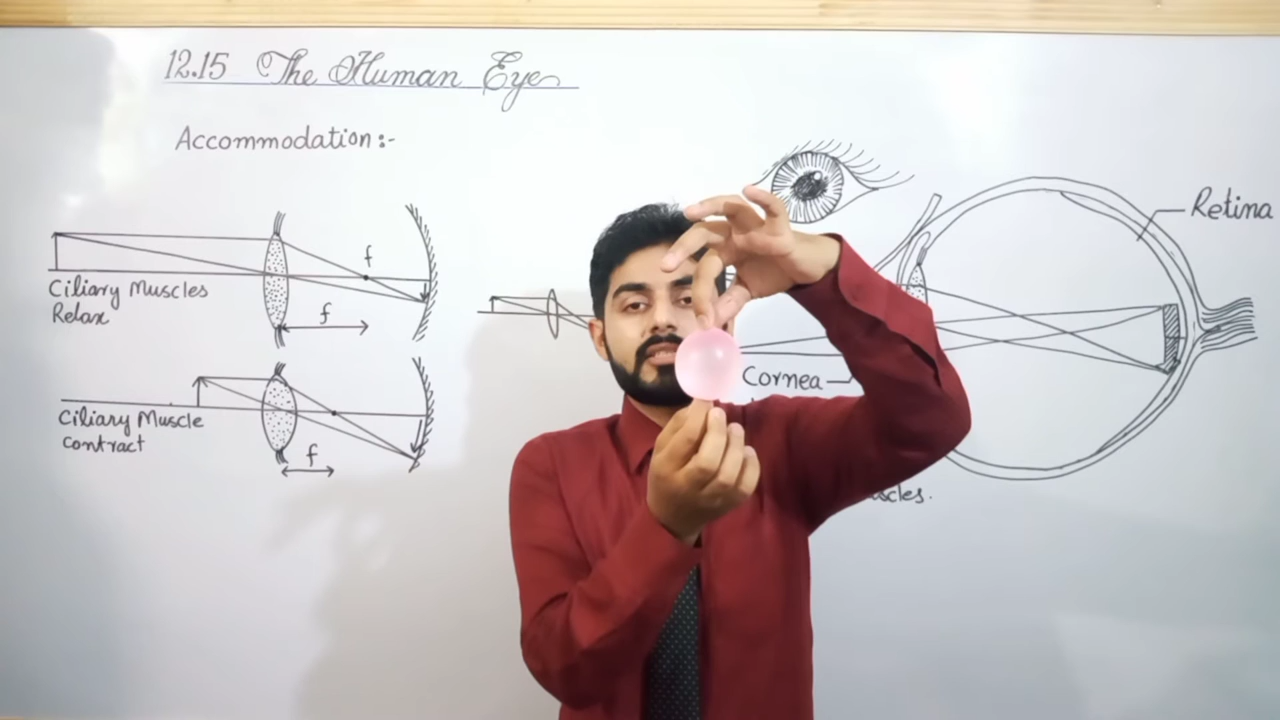 12.15 The Human Eye
Accommodation :-
Retina
f
Ciliary Muscles
Relax
f
Cornea
Ciliary Muscle
Contract
f